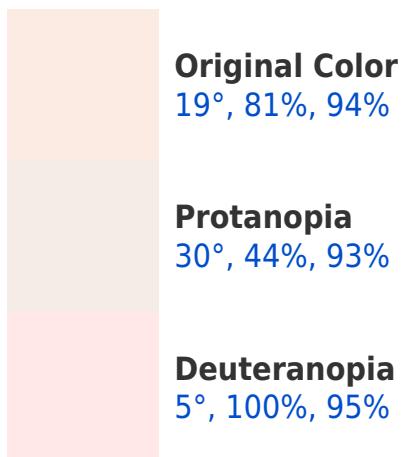 Original Color
19°, 81%, 94%
Protanopia
30°, 44%, 93%
Deuteranopia
5°, 100%, 95%